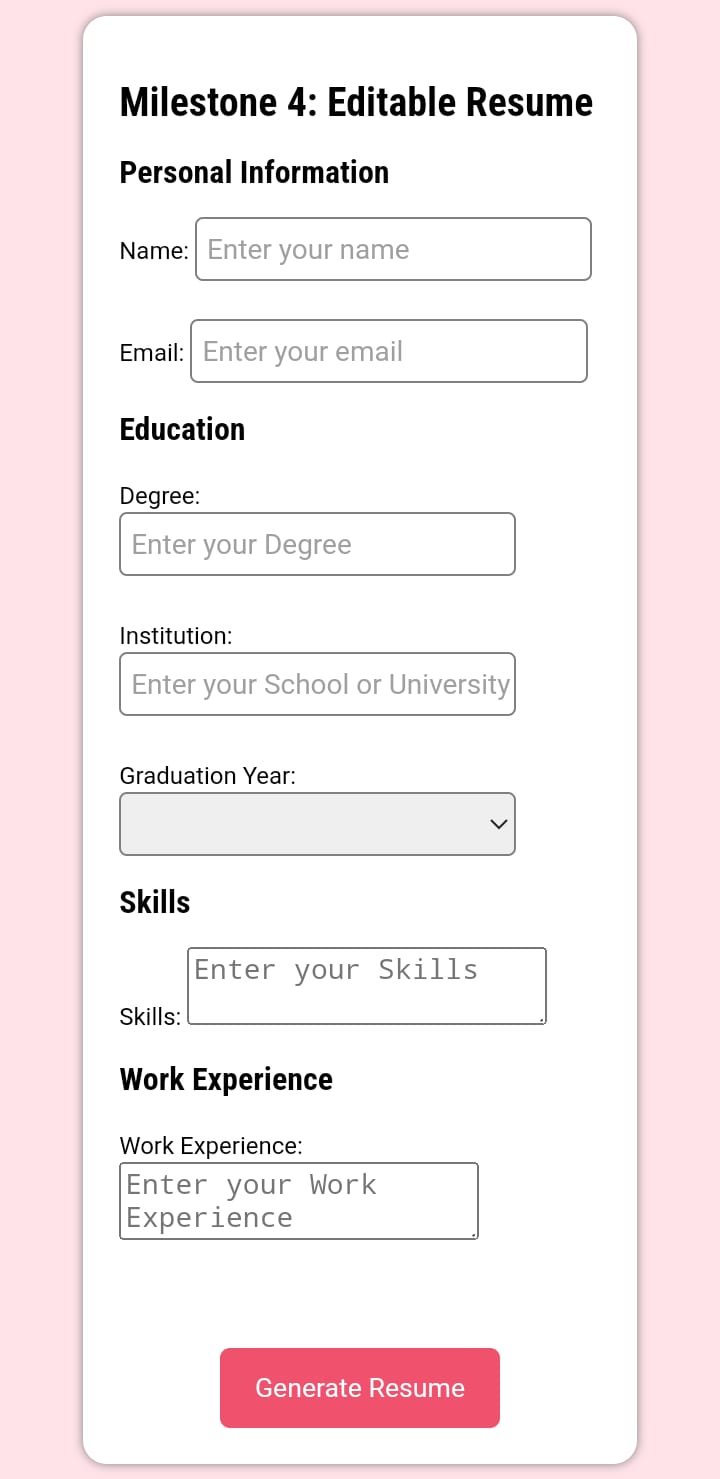 Milestone 4: Editable Resume
Personal Information
Name: Enter your name
Email: Enter your email
Education
Degree:
Enter your Degree
Institution:
Enter your School or University
Graduation Year:
Skills
Enter your Skills
Skills:
Work Experience
Work Experience:
Enter your Work
Experience
Generate Resume